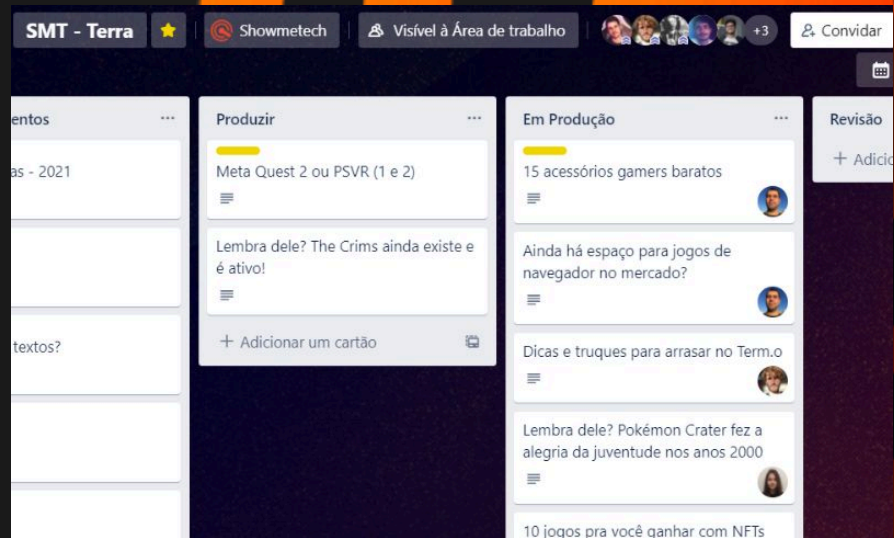 SMT - Terra
Showmetech
Visível à Área de trabalho
+3
Convidar
entos
as - 2021
textos?
Produzir
Meta Quest 2 ou PSVR (1 e 2)
Lembra dele? The Crims ainda existe e
é ativo!
+ Adicionar um cartão
Em Produção
15 acessórios gamers baratos
Ainda há espaço para jogos de
navegador no mercado?
Dicas e truques para arrasar no Term.o
Lembra dele? Pokémon Crater fez a
alegria da juventude nos anos 2000
10 jogos pra você ganhar com NFTs
Revisão
+ Adicio